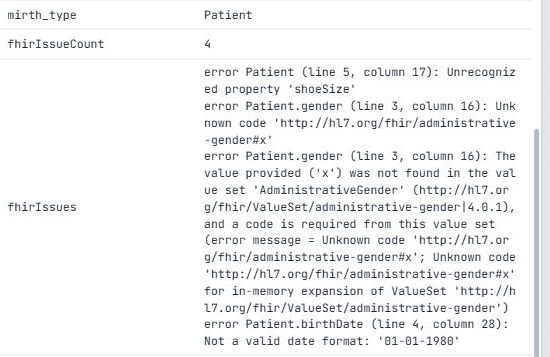 mirth_type Patient
fhirIssueCount 4
fhirIssues
error Patient (line 5, column 17): Unrecogniz
ed property 'shoeSize'
error Patient.gender (line 3, column 16): Unk
nown code 'http://hl7.org/fhir/administrative
-gender#x'
error Patient.gender (line 3, column 16): The
value provided ('x') was not found in the val
ue set 'AdministrativeGender' (http://hl7.or
g/fhir/ValueSet/administrative-gender|4.0.1),
and a code is required from this value set
(error message = Unknown code 'http://hl7.or
g/fhir/administrative-gender#x'; Unknown code
'http://hl7.org/fhir/administrative-gender#x'
for in-memory expansion of ValueSet 'http://h
l7.org/fhir/ValueSet/administrative-gender')
error Patient.birthDate (line 4, column 28):
Not a valid date format: '01-01-1980'